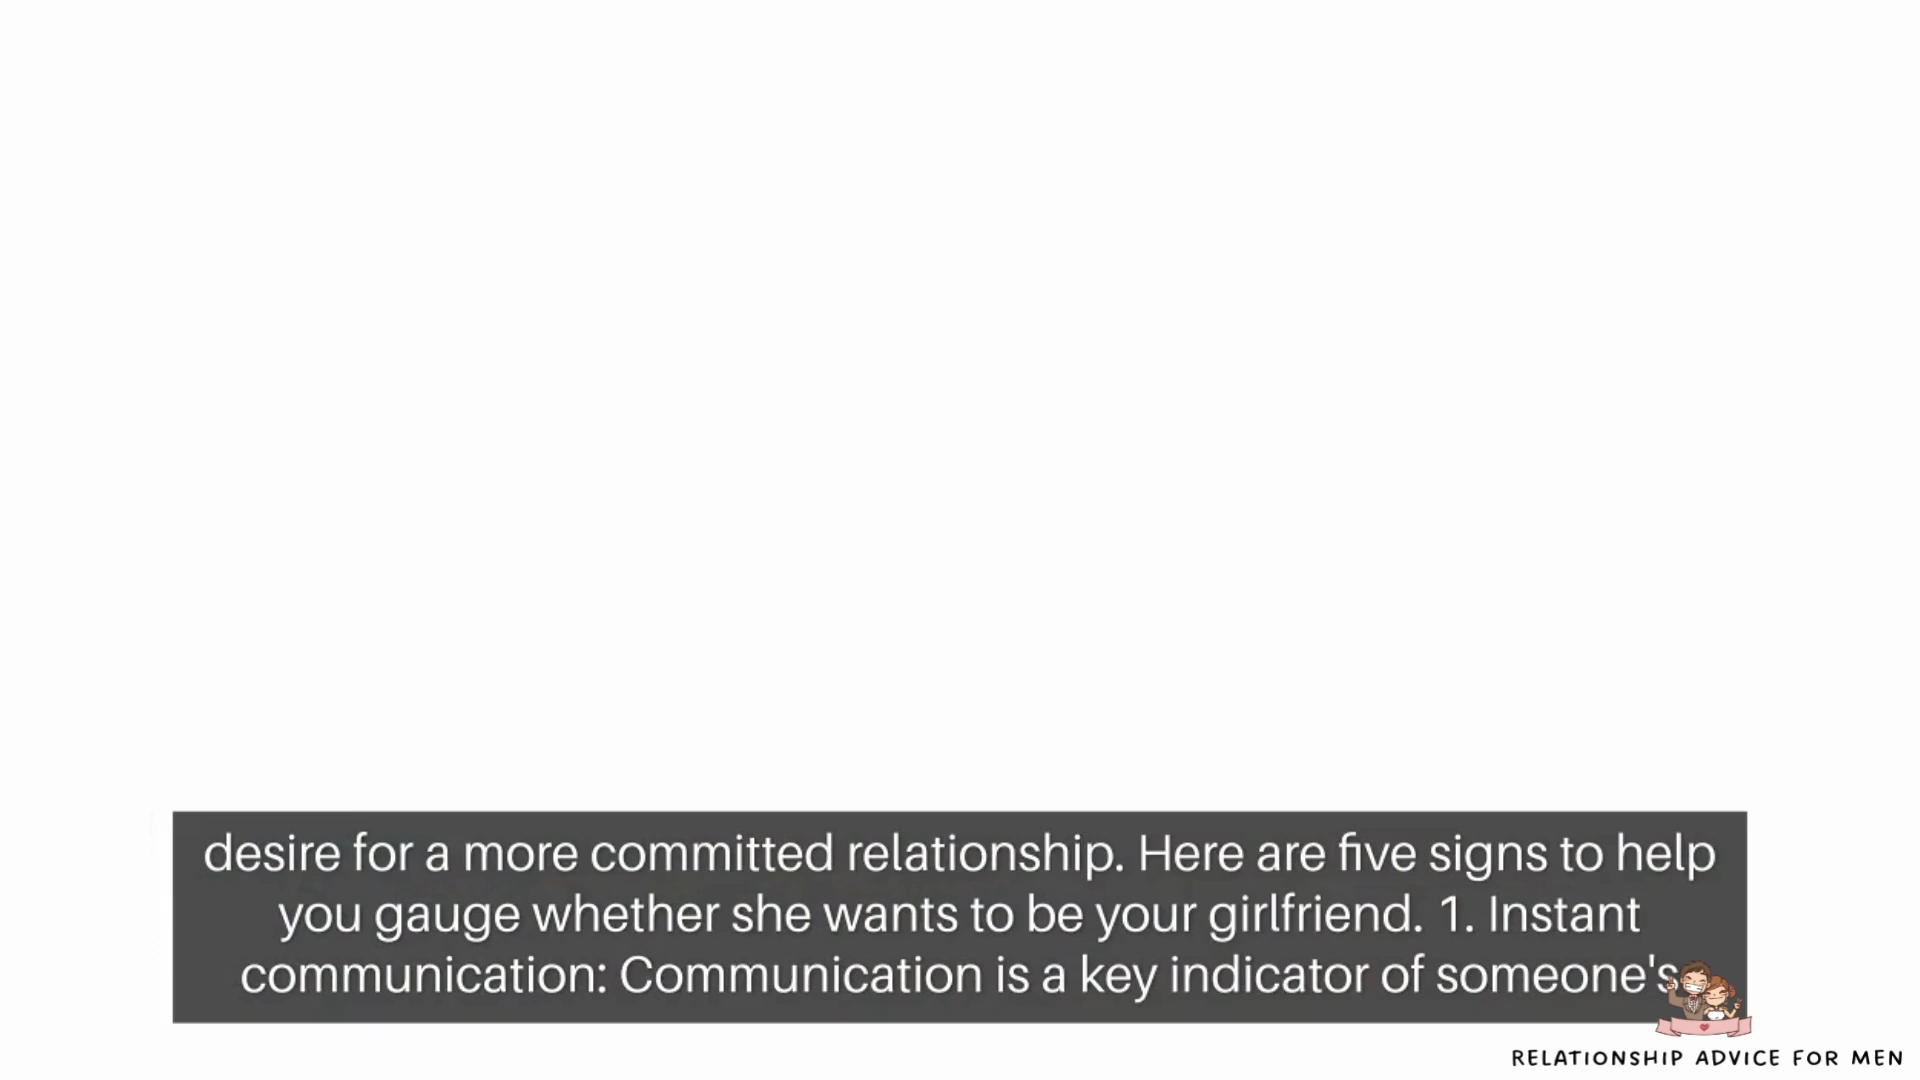 desire for a more committed relationship. Here are five signs to help
you gauge whether she wants to be your girlfriend. 1. Instant
communication: Communication is a key indicator of someone's
RELATIONSHIP ADVICE FOR MEN